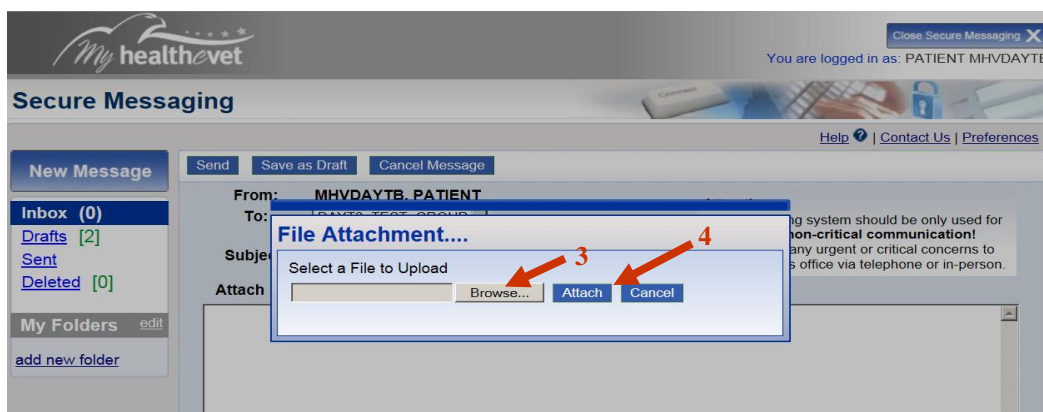 My healthevet
Close Secure Messaging X
You are logged in as: PATIENT MHVDAYTB
Secure Messaging
Connect
Help ? | Contact Us | Preferences
New Message
Send Save as Draft Cancel Message
From: MHVDAYTB, PATIENT
Inbox (0)
To:
ng system should be only used for
Drafts [2]
non-critical communication!
File Attachment....
any urgent or critical concerns to
4
Sent
Subje
3
s office via telephone or in-person.
Select a File to Upload
Deleted [0]
Attach
Browse... Attach Cancel
My Folders edit
add new folder